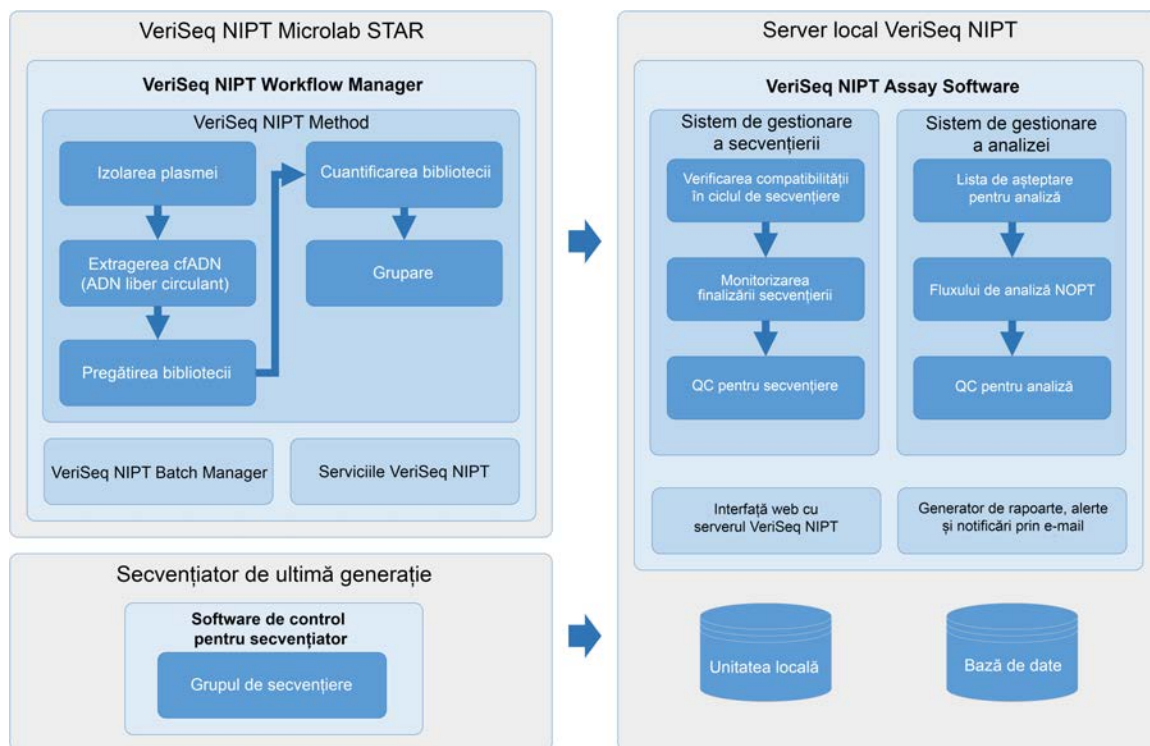 VeriSeq NIPT Microlab STAR
VeriSeq NIPT Workflow Manager
VeriSeq NIPT Method
Izolarea plasmei
Extragerea cfADN
(ADN liber circulant)
Pregătirea bibliotecii
Cuantificarea bibliotecii
Grupare
VeriSeq NIPT Batch Manager
Serviciile VeriSeq NIPT
Secvențiator de ultimă generație
Software de control
pentru secvențiator
Grupul de secvențiere
Server local VeriSeq NIPT
VeriSeq NIPT Assay Software
Sistem de gestionare
a secvențierii
Verificarea compatibilității
în ciclul de secvențiere
Monitorizarea
finalizării secvențierii
QC pentru secvențiere
Sistem de gestionare
a analizei
Lista de așteptare
pentru analiză
Fluxului de analiză NOPT
QC pentru analiză
Interfață web cu
serverul VeriSeq NIPT
Generator de rapoarte, alerte
și notificări prin e-mail
Unitatea locală
Bază de date